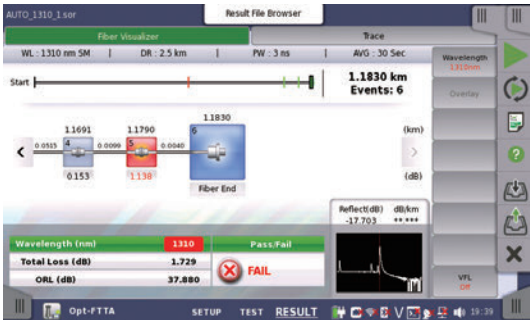 AUTO_1310_1.sor
Result File Browser
Fiber Visualizer
Trace
WL : 1310 nm SM | DR : 2.5 km | PW : 3 ns | AVG : 30 Sec
Wavelength
1310nm
Start
1.1830 km
Events: 6
Overlay
1.1691
1.1790
1.1830
(km)
4
5
6
0.0515
0.0099
0.0040
0.153
1.138
(dB)
Fiber End
Reflect(dB) dB/km
-17.703 **.***
Wavelength (nm) 1310 Pass/Fail
Total Loss (dB) 1.729
FAIL
ORL (dB) 37.880
VFL
Off
Opt-FTTA
SETUP TEST RESULT
19:39